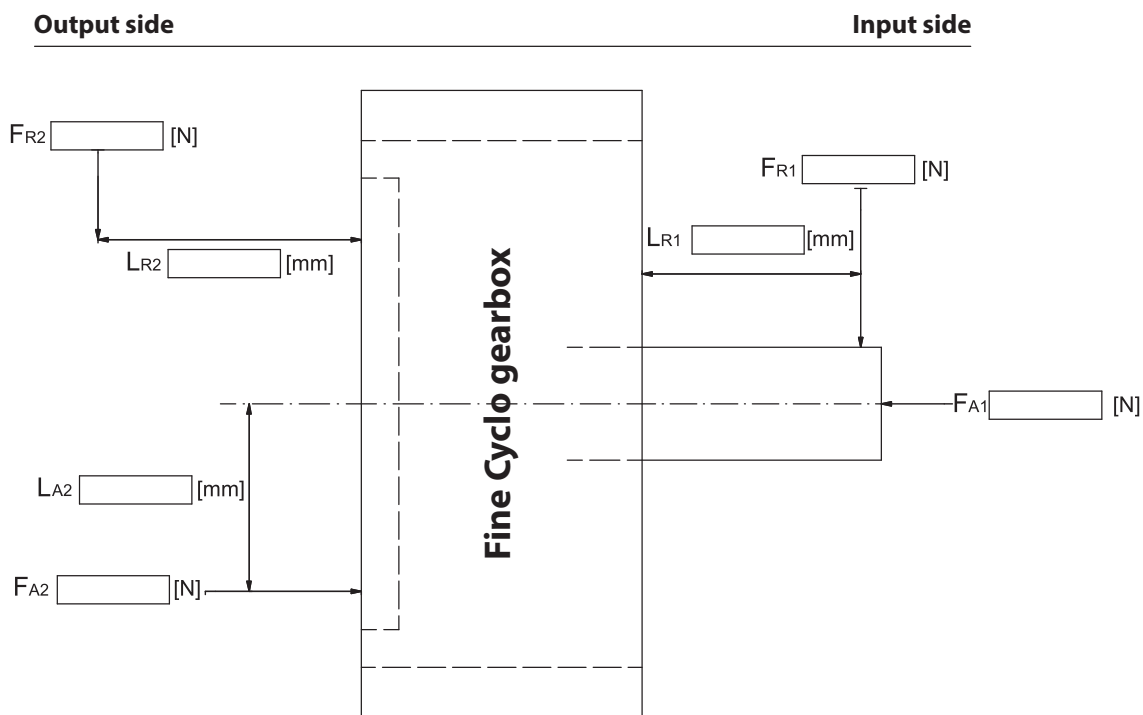 Output side
Input side
FR2 [N]
FR1 [N]
LR1 [mm]
LR2 [mm]
Fine Cyclo gearbox
FA1 [N]
LA2 [mm]
FA2 [N]